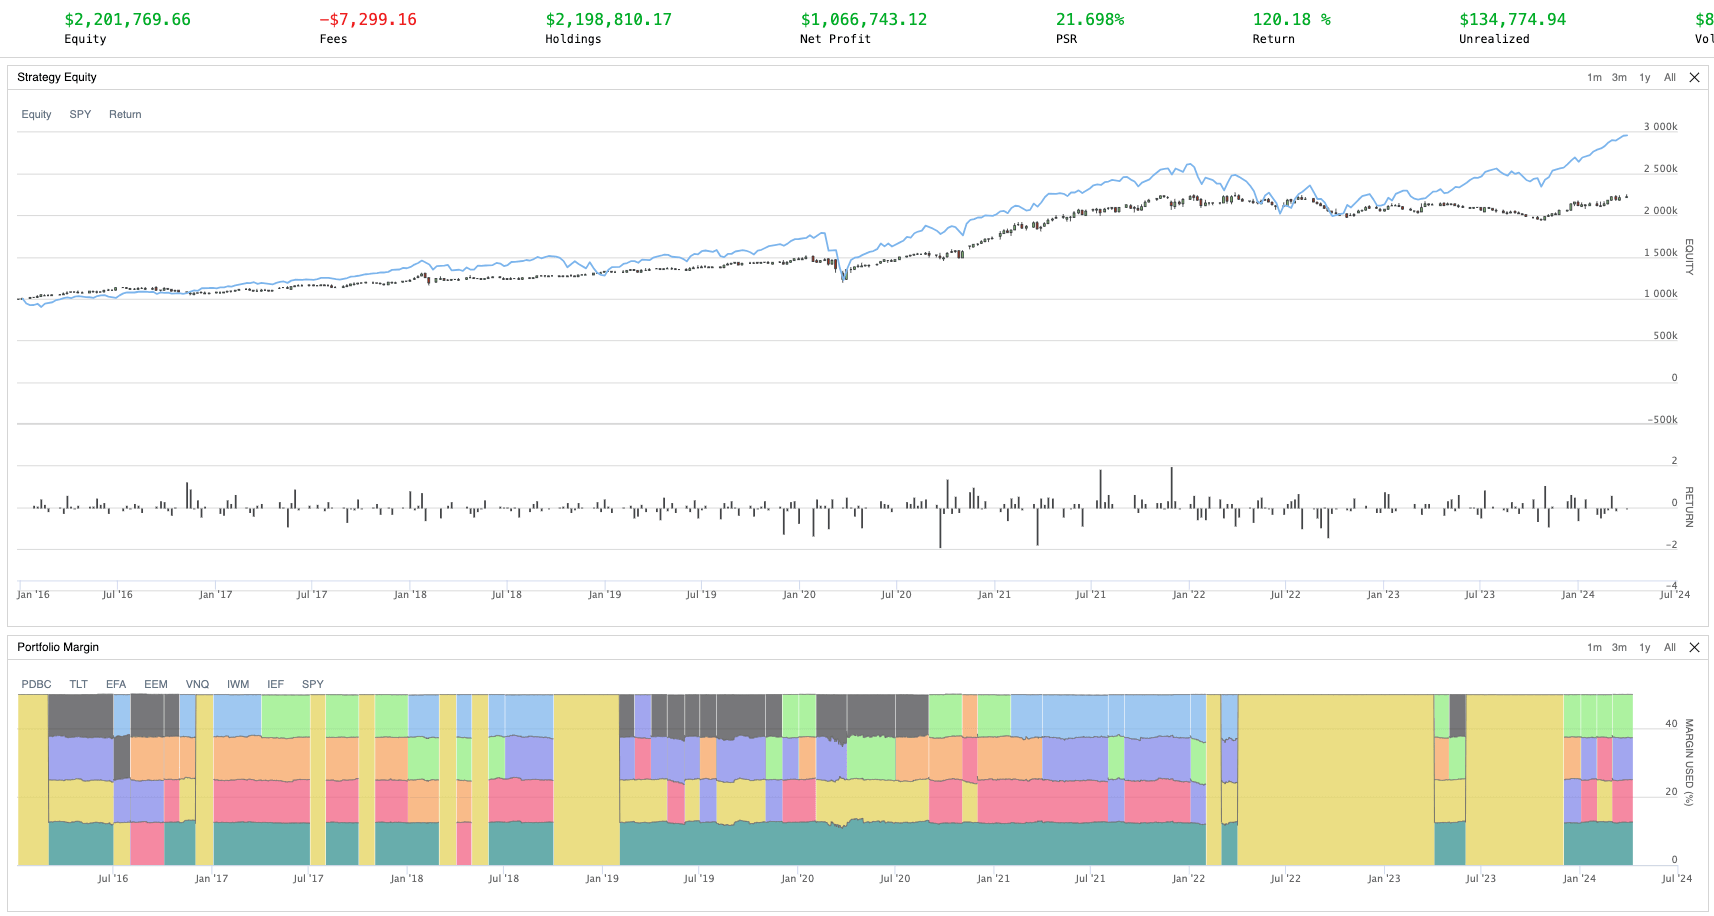 $2,201,769.66 −$7,299.16 $2,198,810.17 $1,066,743.12 21.698% 120.18 % $134,774.94 $8
Equity Fees Holdings Net Profit PSR Return Unrealized Vol
Strategy Equity 1m 3m 1y All
Equity SPY Return
3 000k
2 500k
2 000k
1 500k
1 000k
500k
0
−500k
EQUITY
2
0
−2
−4
RETURN
Jan '16 Jul '16 Jan '17 Jul '17 Jan '18 Jul '18 Jan '19 Jul '19 Jan '20 Jul '20 Jan '21 Jul '21 Jan '22 Jul '22 Jan '23 Jul '23 Jan '24 Jul '24
Portfolio Margin 1m 3m 1y All
PDBC TLT EFA EEM VNQ IWM IEF SPY
40
20
0
MARGIN USED (%)
Jul '16 Jan '17 Jul '17 Jan '18 Jul '18 Jan '19 Jul '19 Jan '20 Jul '20 Jan '21 Jul '21 Jan '22 Jul '22 Jan '23 Jul '23 Jan '24 Jul '24